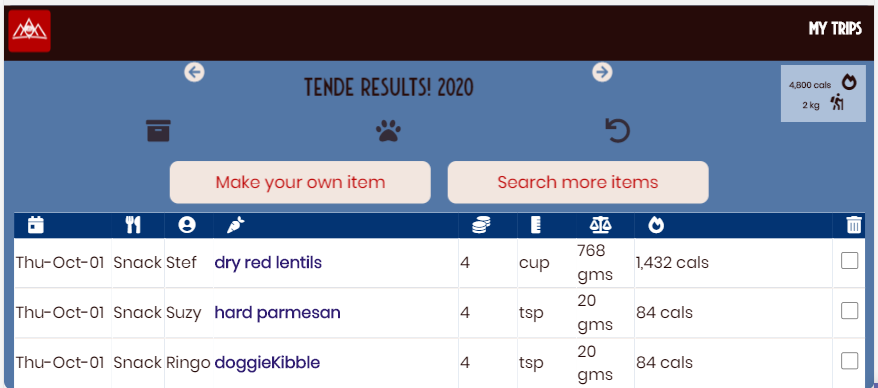 MY TRIPS
TENDE RESULTS! 2020
4,800 cals
2 kg
Make your own item
Search more items
Thu-Oct-01 Snack Stef dry red lentils 4 cup 768 gms 1,432 cals
Thu-Oct-01 Snack Suzy hard parmesan 4 tsp 20 gms 84 cals
Thu-Oct-01 Snack Ringo doggieKibble 4 tsp 20 gms 84 cals